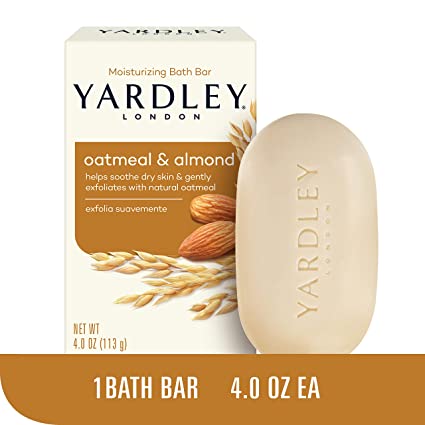 Moisturizing Bath Bar
YARDLEY®
LONDON
oatmeal & almond
helps soothe dry skin & gently
exfoliates with natural oatmeal
exfolia suavemente
NET WT
4.0 OZ (113 g)
YARDLEY
LONDON
1 BATH BAR 4.0 OZ EA